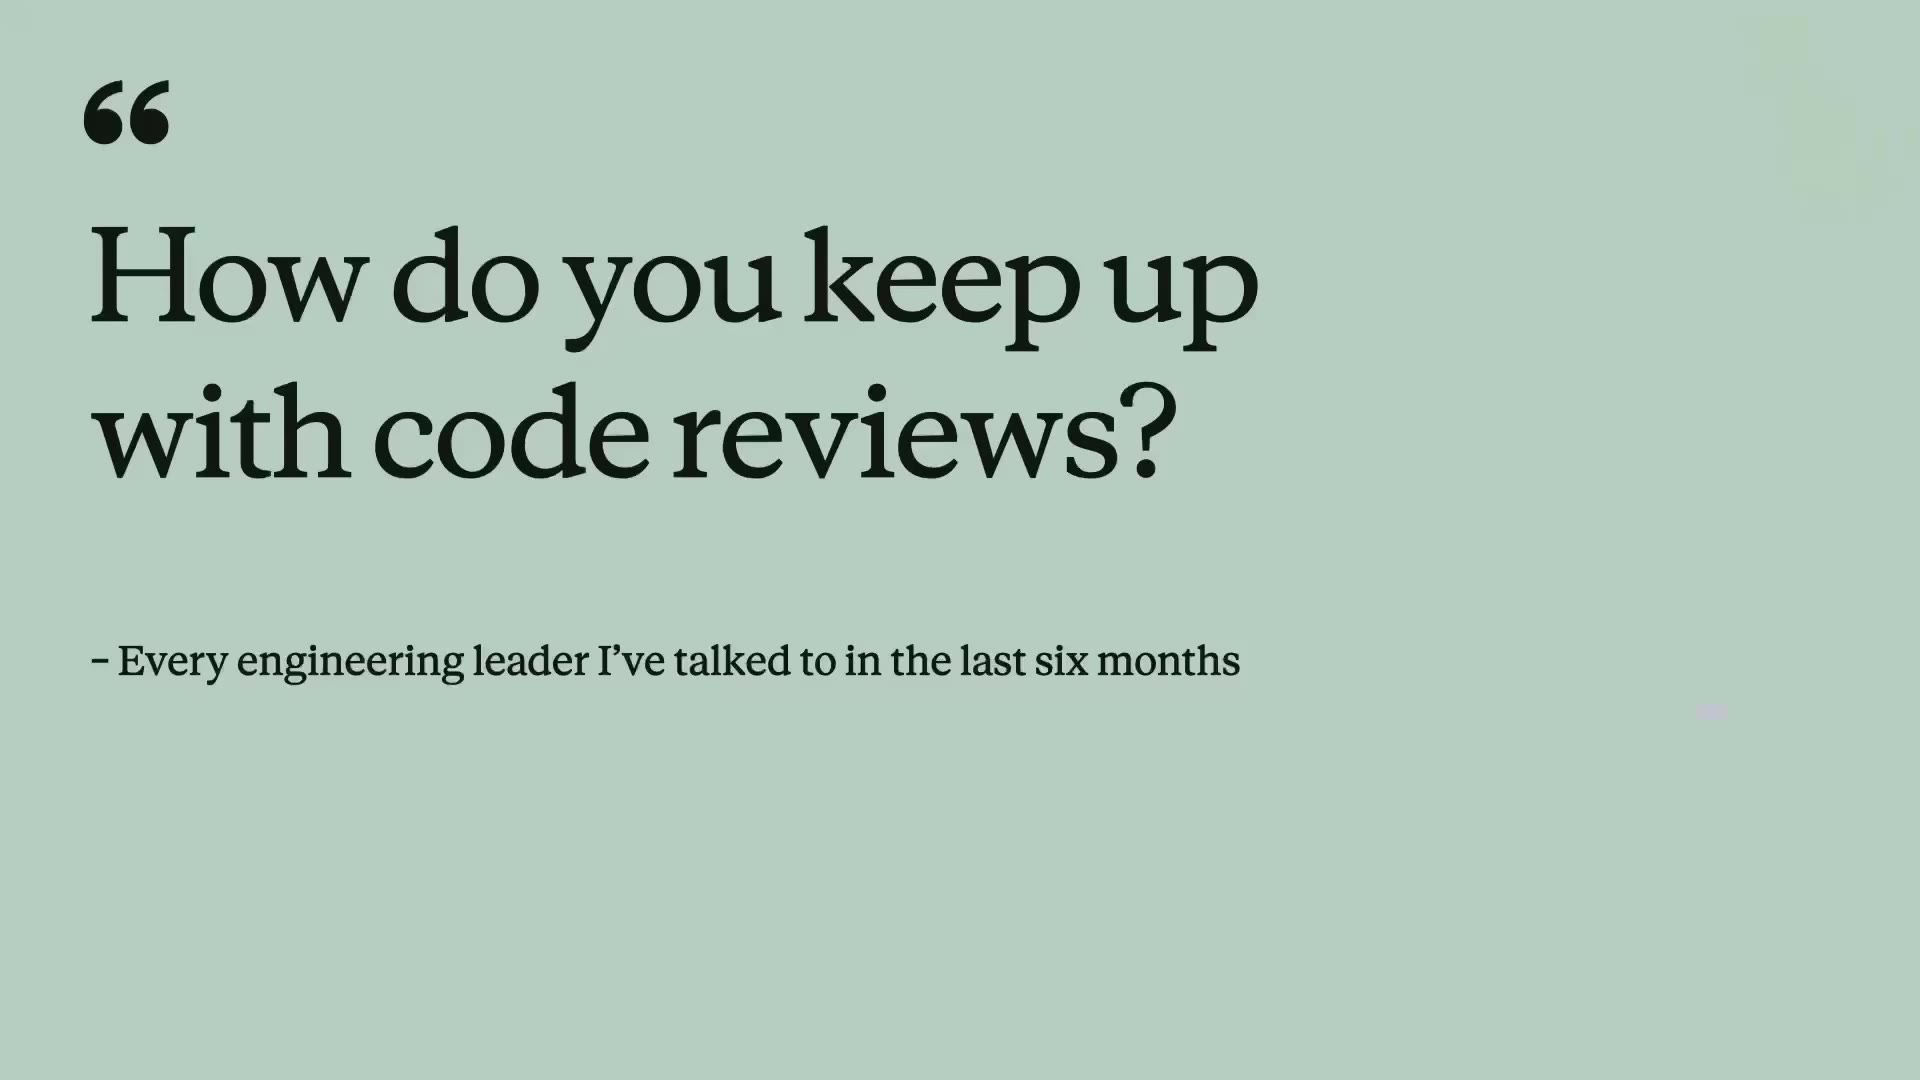 “
How do you keep up
with code reviews?
– Every engineering leader I’ve talked to in the last six months